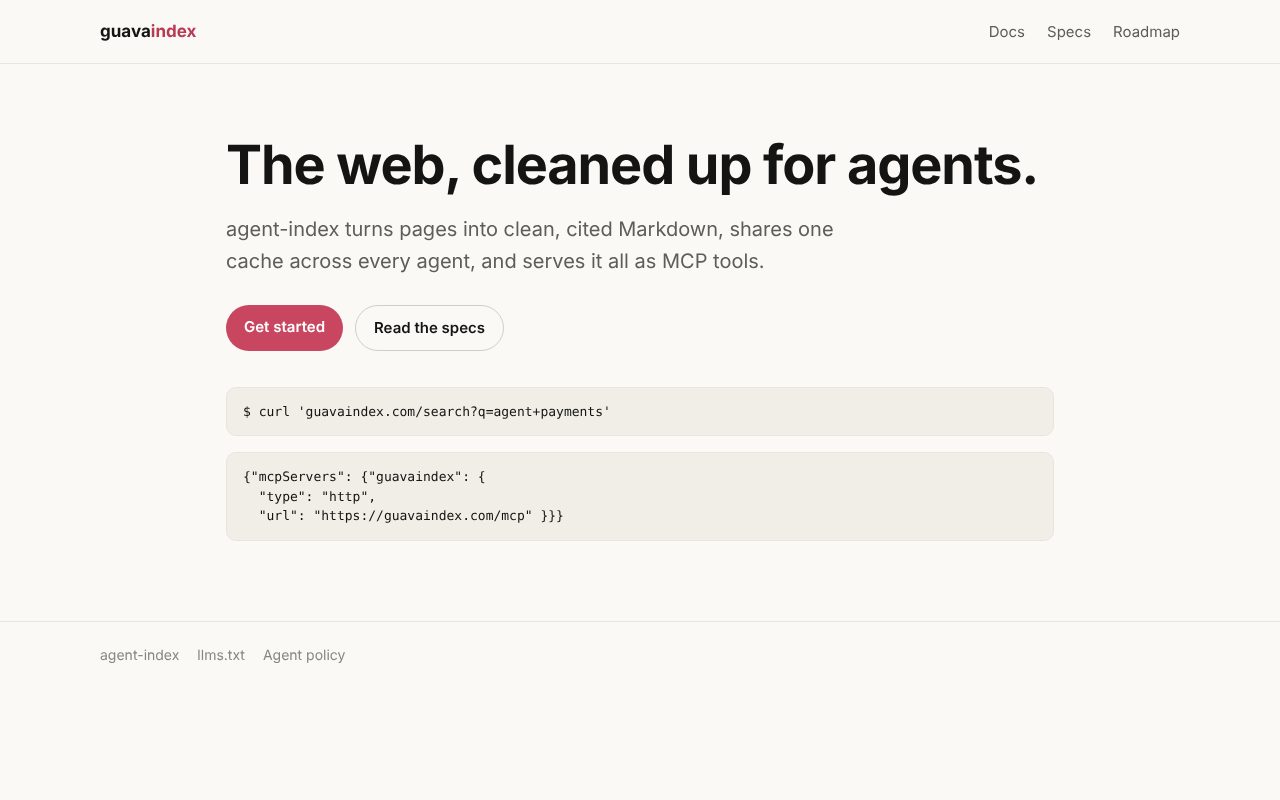 guavaindex
Docs Specs Roadmap
The web, cleaned up for agents.
agent-index turns pages into clean, cited Markdown, shares one
cache across every agent, and serves it all as MCP tools.
Get started
Read the specs
$ curl 'guavaindex.com/search?q=agent+payments'
{"mcpServers": {"guavaindex": {
  "type": "http",
  "url": "https://guavaindex.com/mcp" }}}
agent-index llms.txt Agent policy